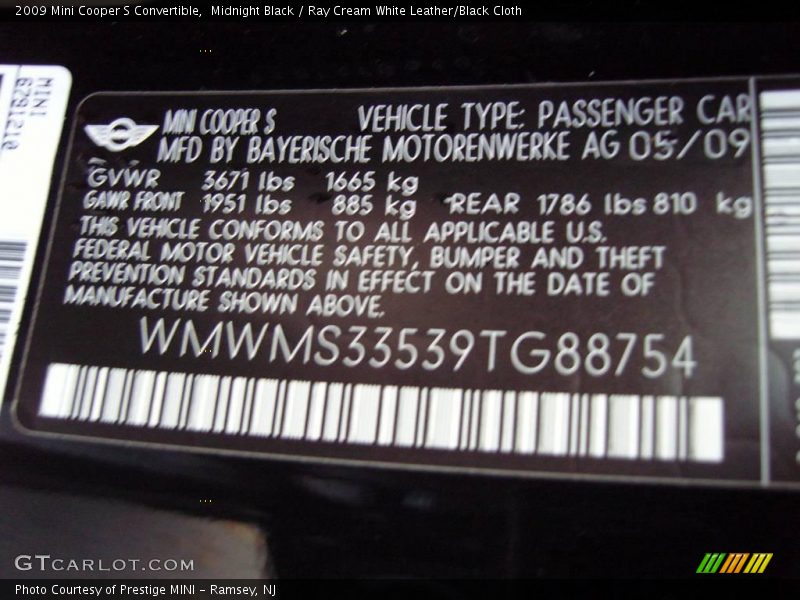 2009 Mini Cooper S Convertible,  Midnight Black / Ray Cream White Leather/Black Cloth
MINI
6791210
MINI COOPER S VEHICLE TYPE: PASSENGER CAR
MFD BY BAYERISCHE MOTORENWERKE AG 05/09
GVWR 3671 lbs 1665 kg
GAWR FRONT 1951 lbs 885 kg REAR 1786 lbs 810 kg
THIS VEHICLE CONFORMS TO ALL APPLICABLE U.S.
FEDERAL MOTOR VEHICLE SAFETY, BUMPER AND THEFT
PREVENTION STANDARDS IN EFFECT ON THE DATE OF
MANUFACTURE SHOWN ABOVE.
WMWMS33539TG88754
GTCARLOT.COM
Photo Courtesy of Prestige MINI - Ramsey, NJ